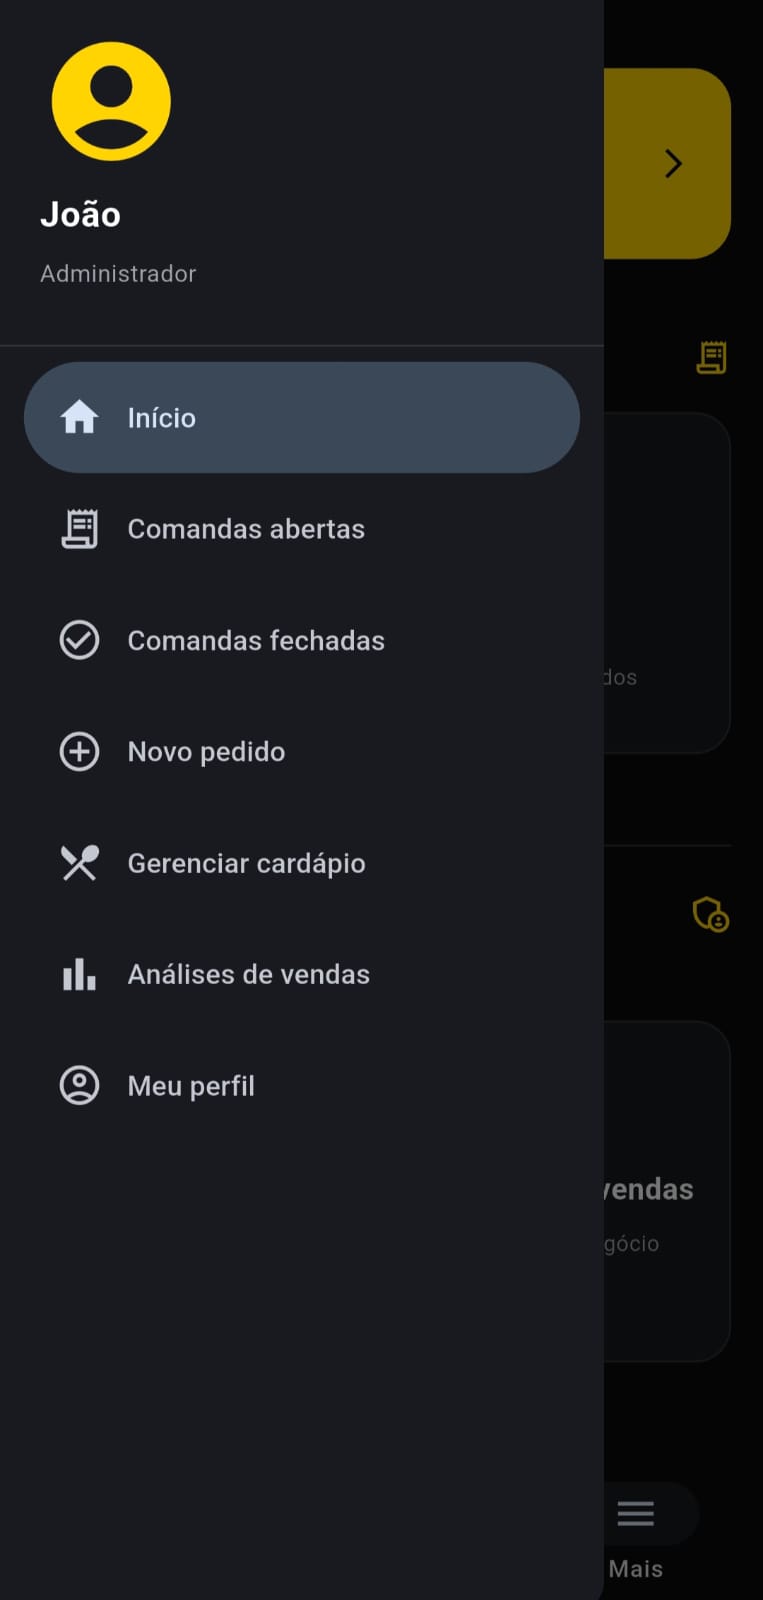 João
Administrador
Início
Comandas abertas
Comandas fechadas
dos
Novo pedido
Gerenciar cardápio
Análises de vendas
Meu perfil
vendas
gócio
Mais